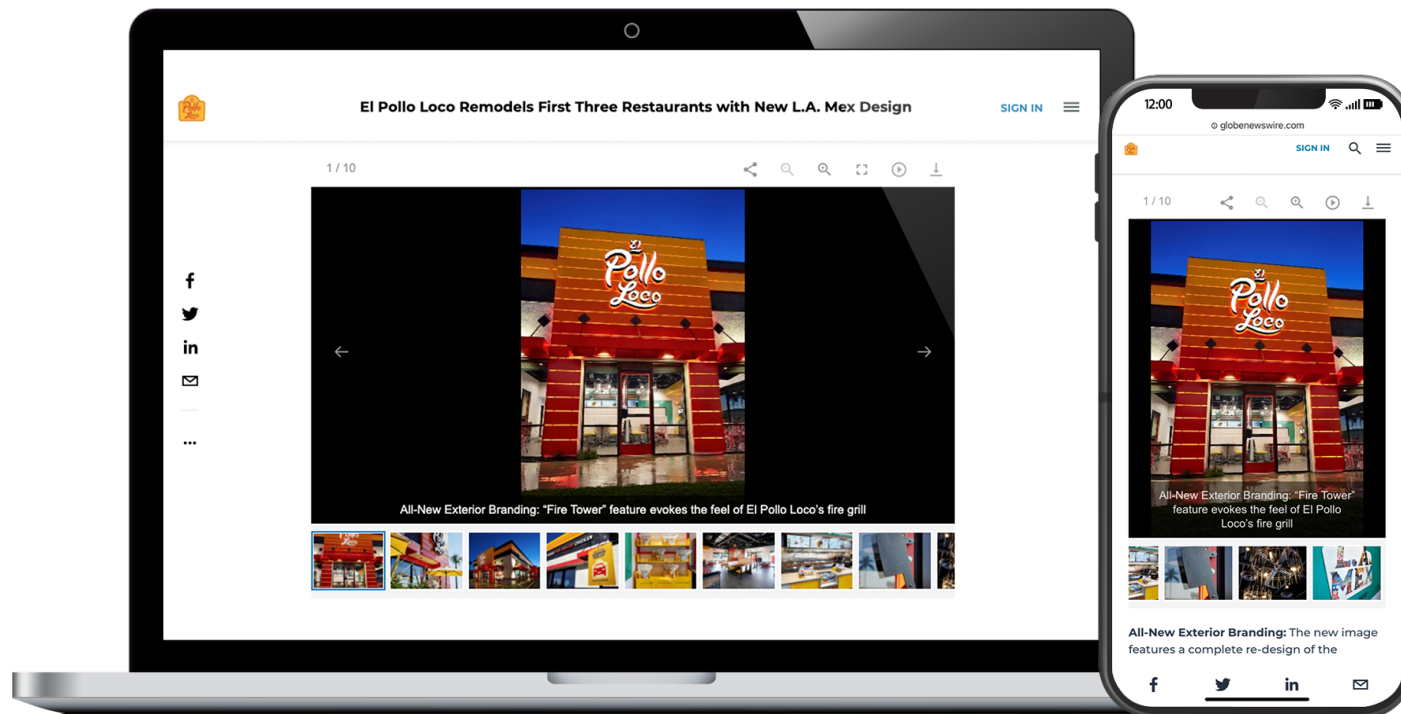 El Pollo Loco Remodels First Three Restaurants with New L.A. Mex Design
SIGN IN
1 / 10
El
Pollo
Loco
All-New Exterior Branding: “Fire Tower” feature evokes the feel of El Pollo Loco’s fire grill
12:00
globenewswire.com
SIGN IN
1 / 10
El
Pollo
Loco
All-New Exterior Branding: “Fire Tower”
feature evokes the feel of El Pollo
Loco’s fire grill
L.A.
MEX
All-New Exterior Branding: The new image
features a complete re-design of the